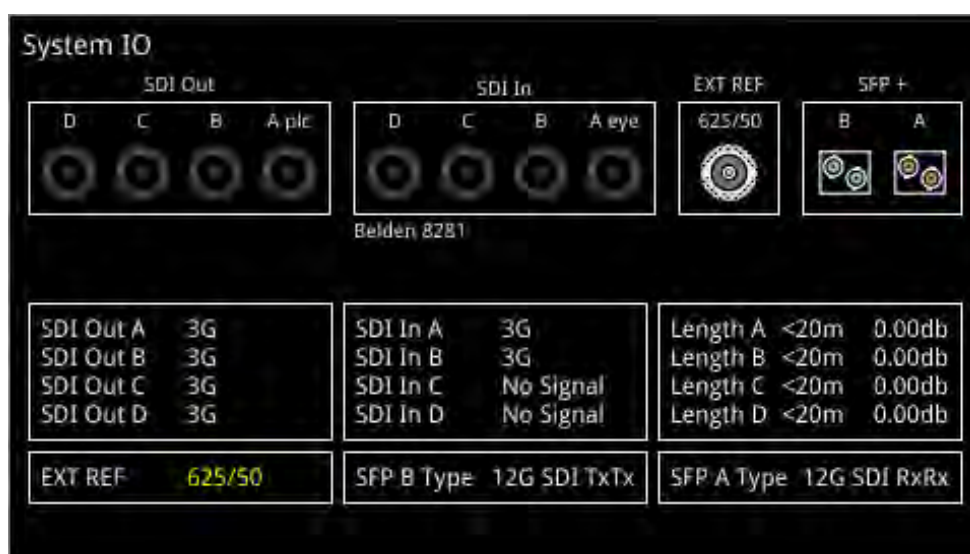 System IO
SDI Out
SDI In
EXT REF
SFP +
D C B A plc
D C B A eye
625/50
B A
Belden 8281
SDI Out A 3G
SDI Out B 3G
SDI Out C 3G
SDI Out D 3G
SDI In A 3G
SDI In B 3G
SDI In C No Signal
SDI In D No Signal
Length A <20m 0.00db
Length B <20m 0.00db
Length C <20m 0.00db
Length D <20m 0.00db
EXT REF 625/50
SFP B Type 12G SDI TxTx
SFP A Type 12G SDI RxRx